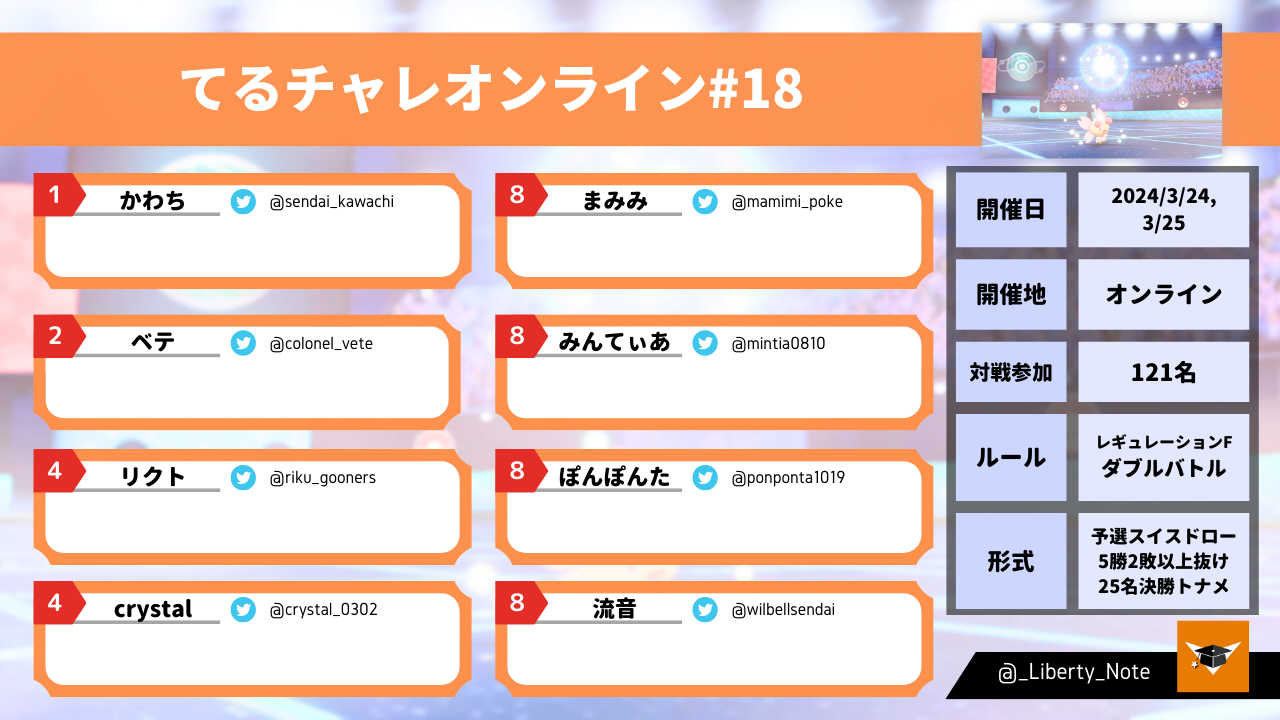 てるチャレオンライン#18
1 かわち @sendai_kawachi
2 ベテ @colonel_vete
4 リクト @riku_gooners
4 crystal @crystal_0302
8 まみみ @mamimi_poke
8 みんてぃあ @mintia0810
8 ぽんぽんた @ponponta1019
8 流音 @wilbellsendai
開催日
2024/3/24,
3/25
開催地
オンライン
対戦参加
121名
ルール
レギュレーションF
ダブルバトル
形式
予選スイスドロー
5勝2敗以上抜け
25名決勝トナメ
@_Liberty_Note